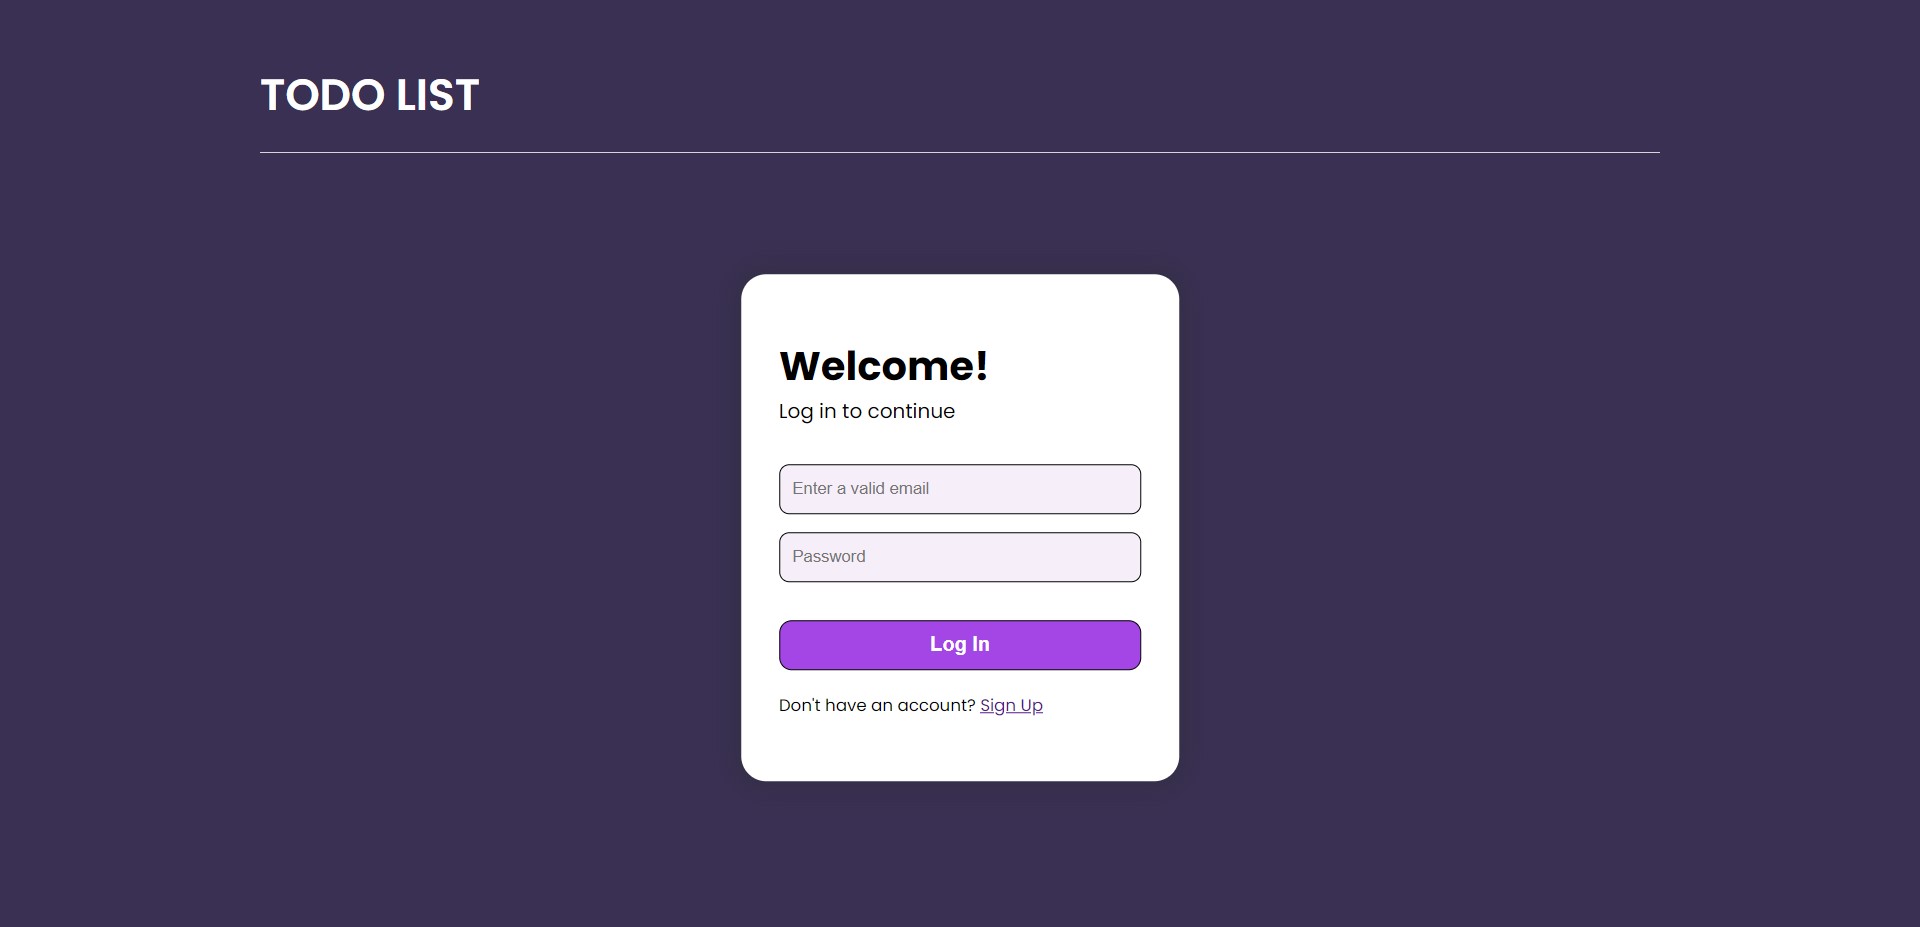 TODO LIST
Welcome!
Log in to continue
Enter a valid email
Password
Log In
Don't have an account? Sign Up